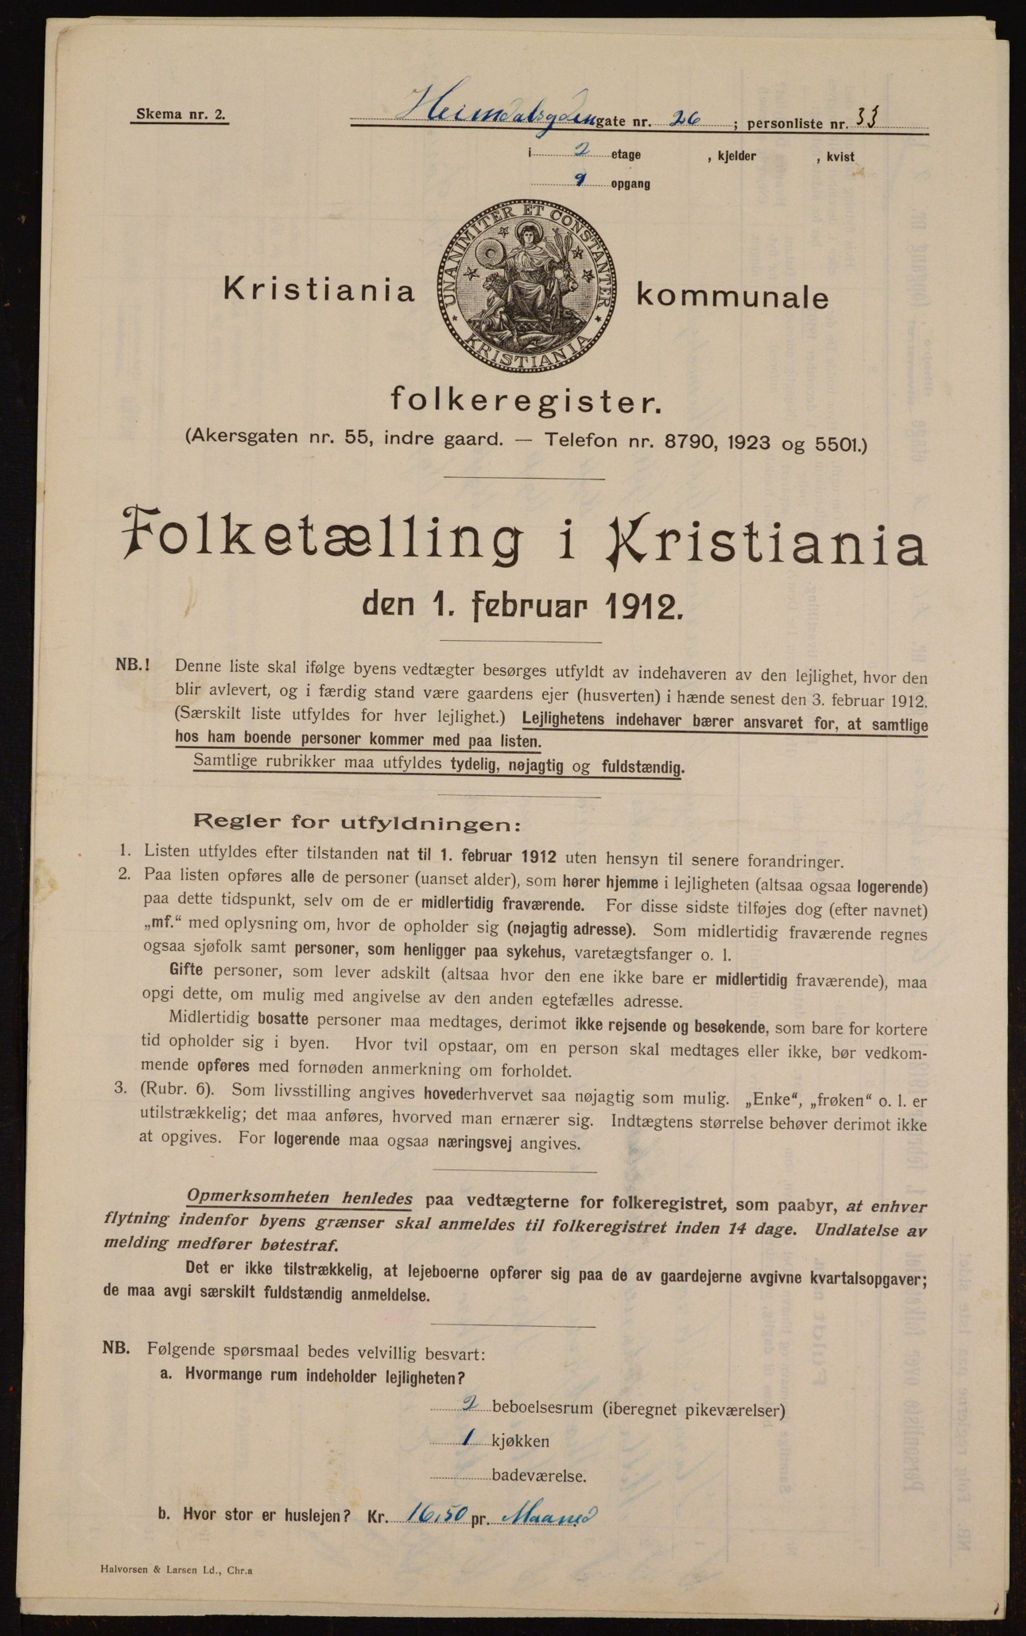 Skema nr. 2.
Heimdalsgaden gate nr. 26 ; personliste nr. 33
i 2 etage , kjelder , kvist
9 opgang
UNANIMITER ET CONSTANTER
* KRISTIANIA *
Kristiania kommunale
folkeregister.
(Akersgaten nr. 55, indre gaard. — Telefon nr. 8790, 1923 og 5501.)
Folketælling i Kristiania
den 1. februar 1912.
NB.! Denne liste skal ifølge byens vedtægter besørges utfyldt av indehaveren av den lejlighet, hvor den
blir avlevert, og i færdig stand være gaardens ejer (husverten) i hænde senest den 3. februar 1912.
(Særskilt liste utfyldes for hver lejlighet.) Lejlighetens indehaver bærer ansvaret for, at samtlige
hos ham boende personer kommer med paa listen.
Samtlige rubrikker maa utfyldes tydelig, nøjagtig og fuldstændig.
Regler for utfyldningen:
1. Listen utfyldes efter tilstanden nat til 1. februar 1912 uten hensyn til senere forandringer.
2. Paa listen opføres alle de personer (uanset alder), som hører hjemme i lejligheten (altsaa ogsaa logerende)
paa dette tidspunkt, selv om de er midlertidig fraværende. For disse sidste tilføjes dog (efter navnet)
„mf.“ med oplysning om, hvor de opholder sig (nøjagtig adresse). Som midlertidig fraværende regnes
ogsaa sjøfolk samt personer, som henligger paa sykehus, varetægtsfanger o. l.
Gifte personer, som lever adskilt (altsaa hvor den ene ikke bare er midlertidig fraværende), maa
opgi dette, om mulig med angivelse av den anden egtefælles adresse.
Midlertidig bosatte personer maa medtages, derimot ikke rejsende og besøkende, som bare for kortere
tid opholder sig i byen. Hvor tvil opstaar, om en person skal medtages eller ikke, bør vedkom-
mende opføres med fornøden anmerkning om forholdet.
3. (Rubr. 6). Som livsstilling angives hovederhvervet saa nøjagtig som mulig. „Enke“, „frøken“ o. l. er
utilstrækkelig; det maa anføres, hvorved man ernærer sig. Indtægtens størrelse behøver derimot ikke
at opgives. For logerende maa ogsaa næringsvej angives.
Opmerksomheten henledes paa vedtægterne for folkeregistret, som paabyr, at enhver
flytning indenfor byens grænser skal anmeldes til folkeregistret inden 14 dage. Undlatelse av
melding medfører bøtestraf.
Det er ikke tilstrækkelig, at lejeboerne opfører sig paa de av gaardejerne avgivne kvartalsopgaver;
de maa avgi særskilt fuldstændig anmeldelse.
NB. Følgende spørsmaal bedes velvillig besvart:
a. Hvormange rum indeholder lejligheten?
2 beboelsesrum (iberegnet pikeværelser)
1 kjøkken
badeværelse.
b. Hvor stor er huslejen? Kr. 16,50 pr. Maaned
Halvorsen & Larsen Ld., Chr.a